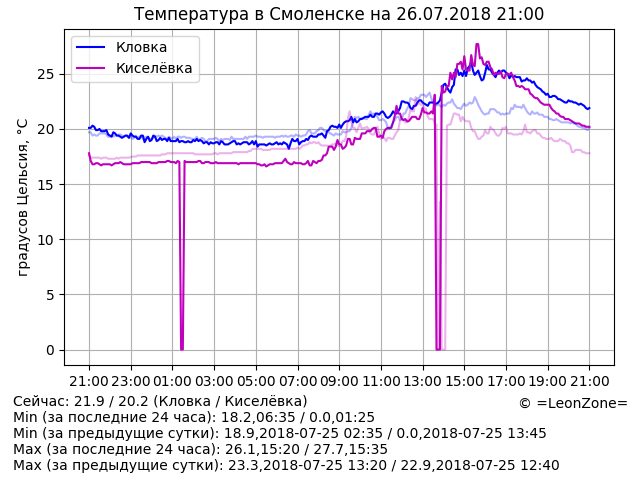 Температура в Смоленске на 26.07.2018 21:00
Кловка
Киселёвка
градусов Цельсия, °C
25
20
15
10
5
0
21:00 23:00 01:00 03:00 05:00 07:00 09:00 11:00 13:00 15:00 17:00 19:00 21:00
Сейчас: 21.9 / 20.2 (Кловка / Киселёвка)
© =LeonZone=
Min (за последние 24 часа): 18.2,06:35 / 0.0,01:25
Min (за предыдущие сутки): 18.9,2018-07-25 02:35 / 0.0,2018-07-25 13:45
Max (за последние 24 часа): 26.1,15:20 / 27.7,15:35
Max (за предыдущие сутки): 23.3,2018-07-25 13:20 / 22.9,2018-07-25 12:40